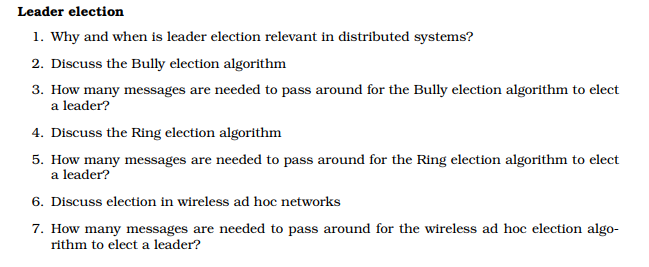 Leader election
1. Why and when is leader election relevant in distributed systems?
2. Discuss the Bully election algorithm
3. How many messages are needed to pass around for the Bully election algorithm to elect
a leader?
4. Discuss the Ring election algorithm
5. How many messages are needed to pass around for the Ring election algorithm to elect
a leader?
6. Discuss election in wireless ad hoc networks
7. How many messages are needed to pass around for the wireless ad hoc election algo-
rithm to elect a leader?